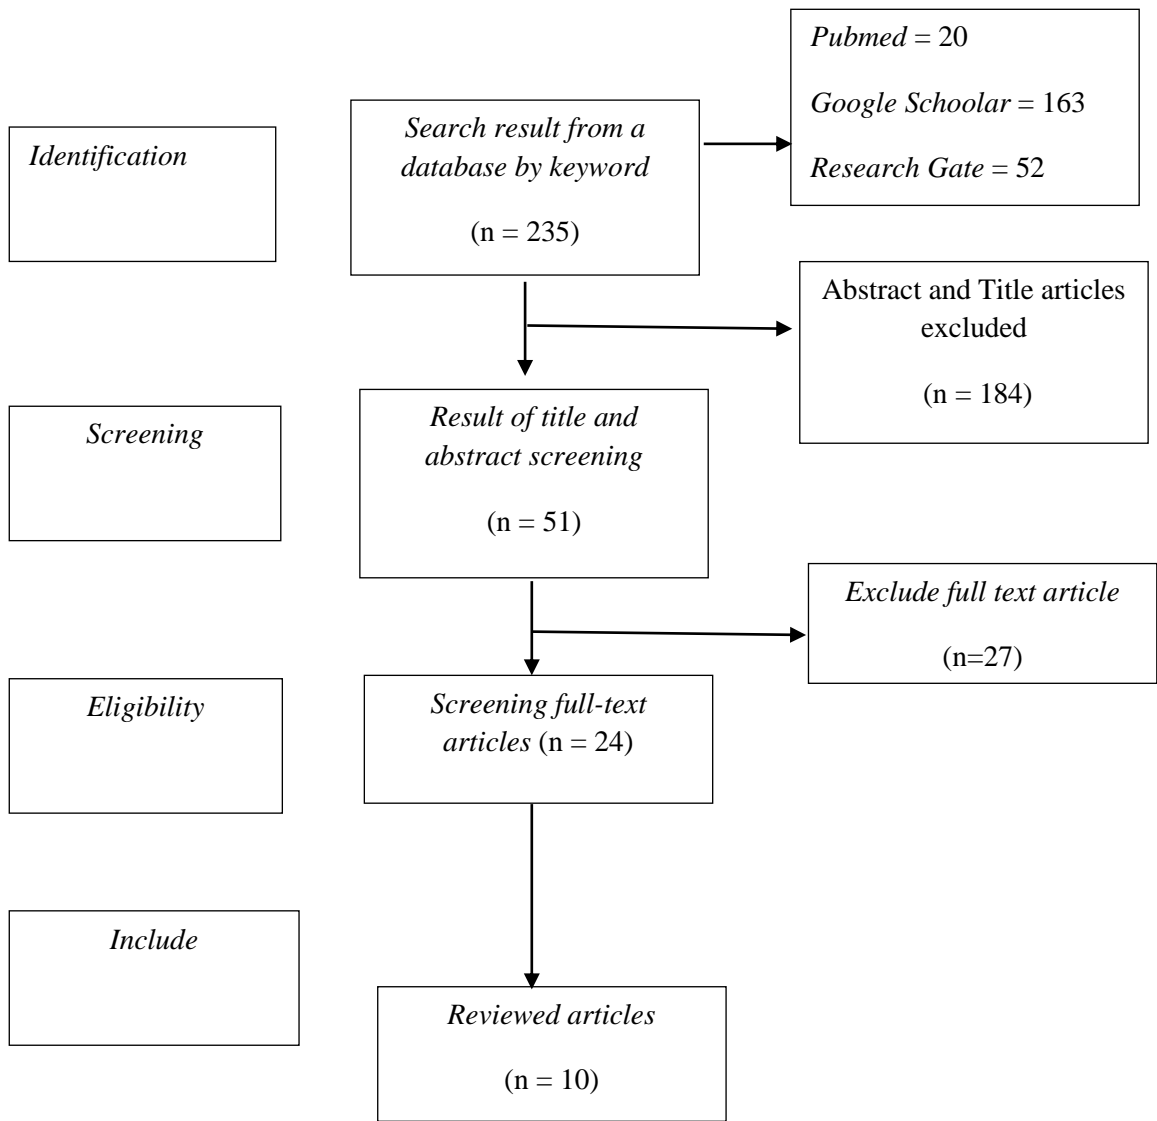 Identification
Search result from a
database by keyword
(n = 235)
Pubmed = 20
Google Schoolar = 163
Research Gate = 52
Abstract and Title articles
excluded
(n = 184)
Screening
Result of title and
abstract screening
(n = 51)
Exclude full text article
(n=27)
Eligibility
Screening full-text
articles (n = 24)
Include
Reviewed articles
(n = 10)